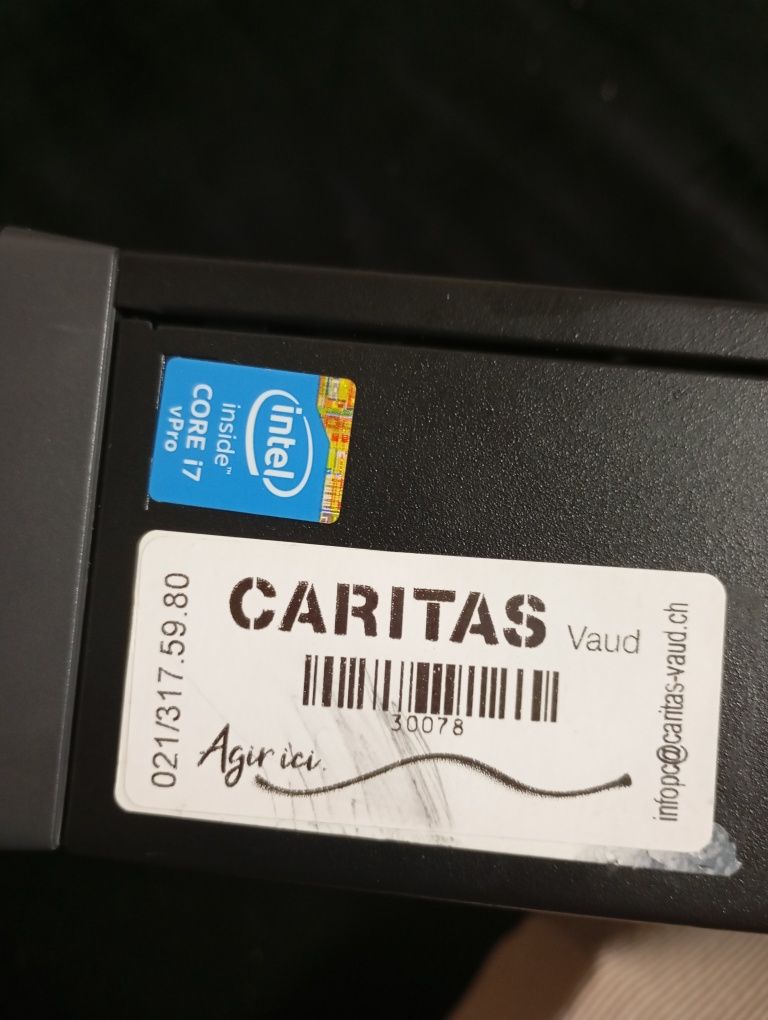 intel
inside™
CORE i7
vPro
CARITAS Vaud
30078
Agir ici
021/317.59.80
infopc@caritas-vaud.ch